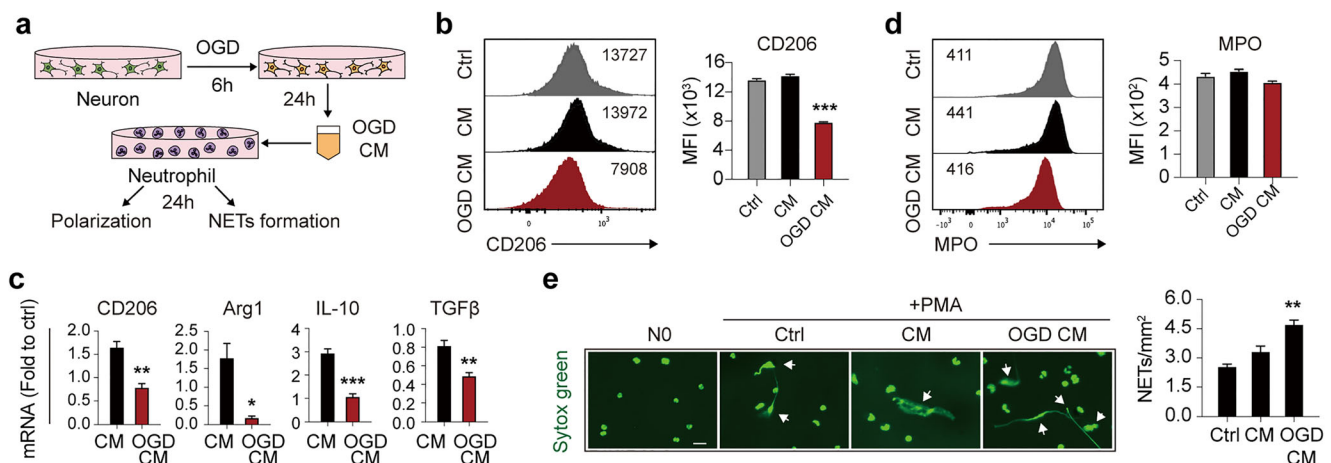 a
OGD
6h
Neuron
24h
OGD
CM
Neutrophil
24h
Polarization
NETs formation
b
Ctrl
13727
CM
13972
OGD CM
7908
0
10³
CD206
CD206
MFI (x10³)
16
12
8
4
0
***
Ctrl
CM
OGD CM
d
Ctrl
411
CM
441
OGD CM
416
-10³
0
10³
10⁴
10⁵
MPO
MPO
MFI (x10²)
5
4
3
2
1
0
Ctrl
CM
OGD CM
c
mRNA (Fold to ctrl)
CD206
2.0
1.5
1.0
0.5
0.0
**
CM OGD
CM
Arg1
2.5
2.0
1.5
1.0
0.5
0.0
*
CM OGD
CM
IL-10
4
3
2
1
0
***
CM OGD
CM
TGFβ
1.0
0.8
0.6
0.4
0.2
0.0
**
CM OGD
CM
e
+PMA
N0
Ctrl
CM
OGD CM
Sytox green
NETs/mm²
6.0
4.5
3.0
1.5
0.0
**
Ctrl CM OGD
CM